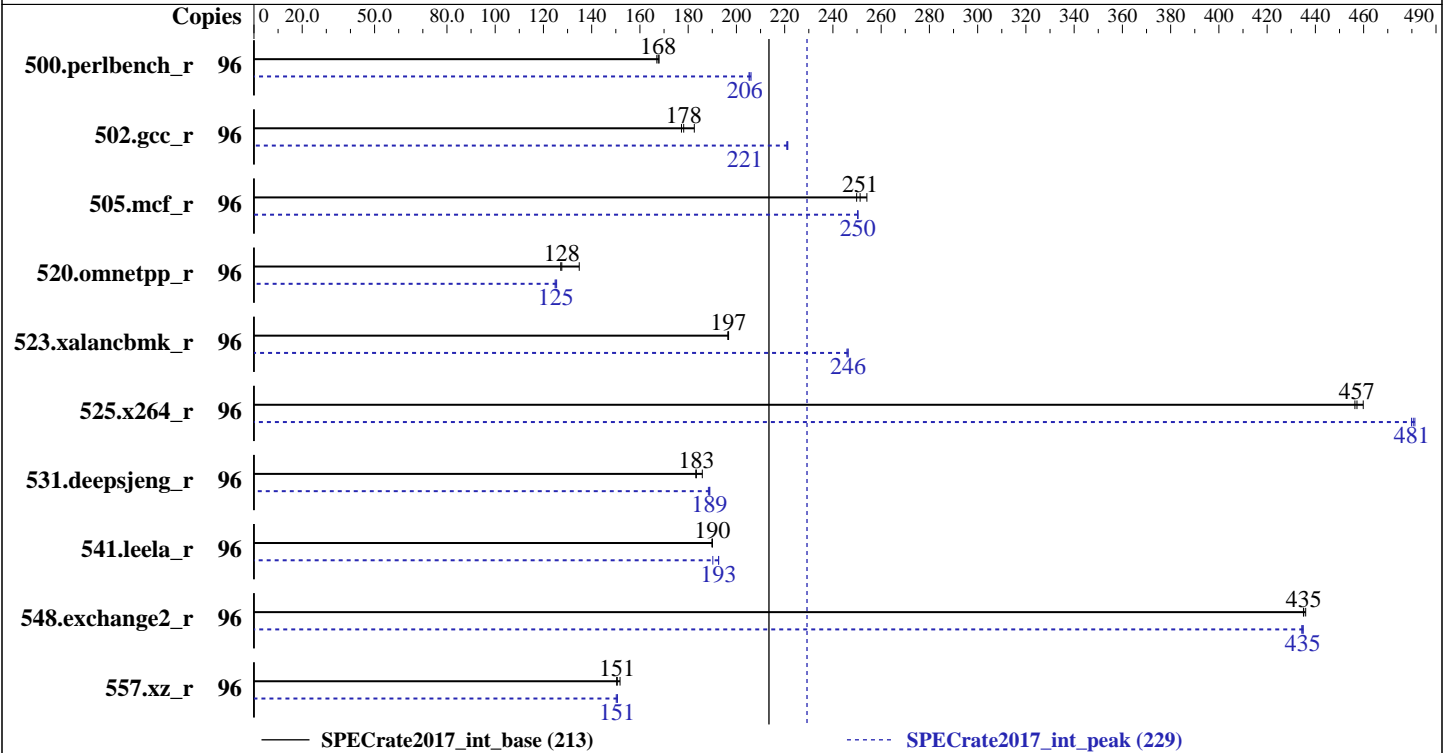 Copies 0 20.0 50.0 80.0 100 120 140 160 180 200 220 240 260 280 300 320 340 360 380 400 420 440 460 490
168
500.perlbench_r 96
206
178
502.gcc_r 96
221
251
505.mcf_r 96
250
128
520.omnetpp_r 96
125
197
523.xalancbmk_r 96
246
457
525.x264_r 96
481
183
531.deepsjeng_r 96
189
190
541.leela_r 96
193
435
548.exchange2_r 96
435
151
557.xz_r 96
151
SPECrate2017_int_base (213) SPECrate2017_int_peak (229)